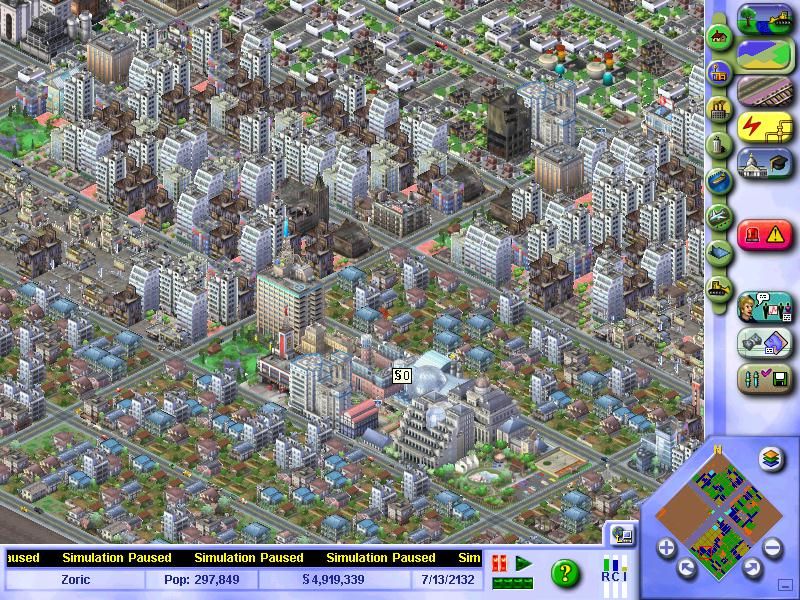 §0
N
aused Simulation Paused Simulation Paused Simulation Paused Sim
Zoric Pop: 297,849 §4,919,339 7/13/2132
?
R C I